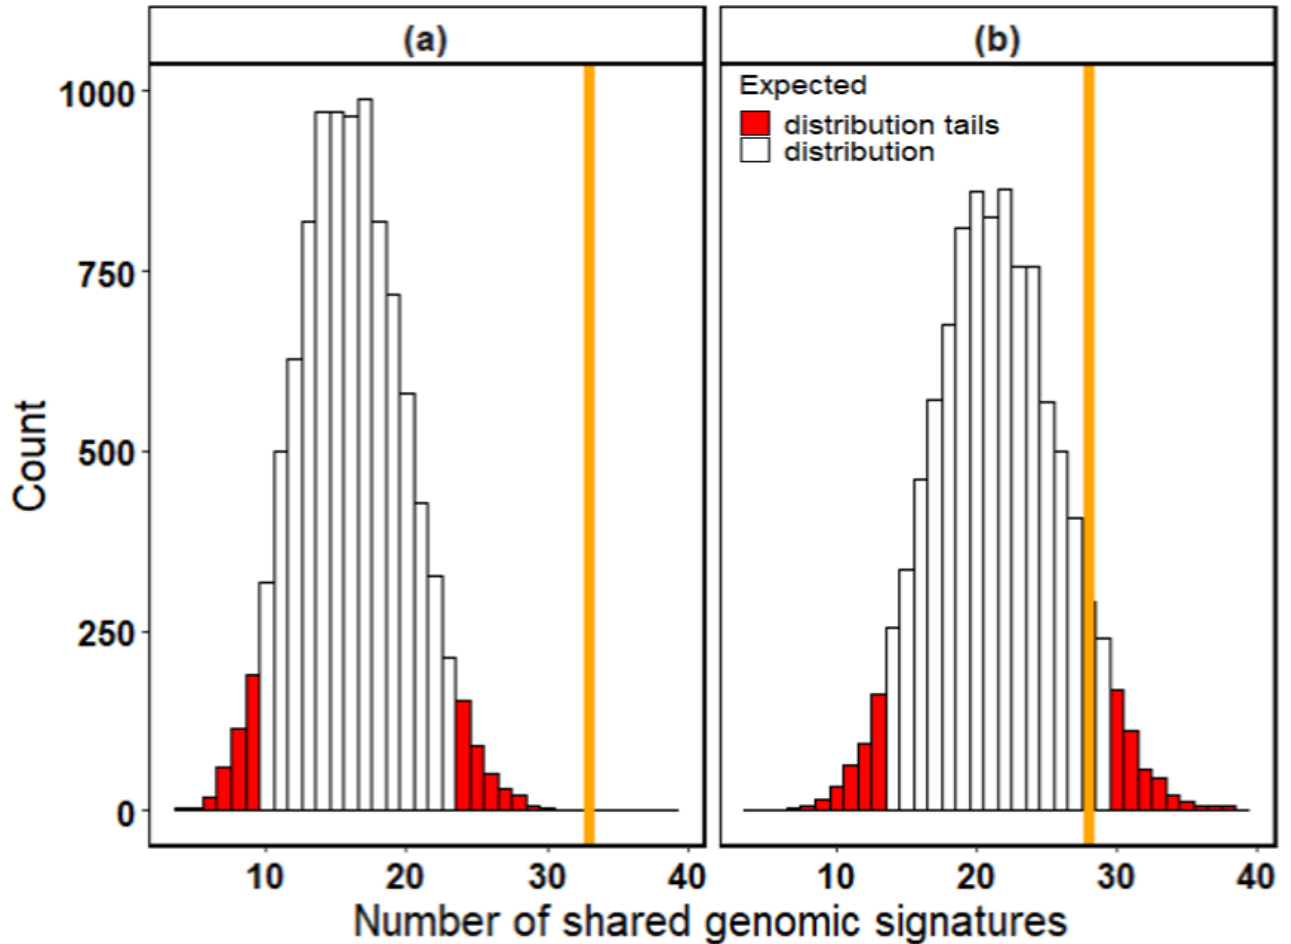 (a)
(b)
Expected
distribution tails
distribution
1000
750
500
250
0
Count
10
20
30
40
10
20
30
40
Number of shared genomic signatures